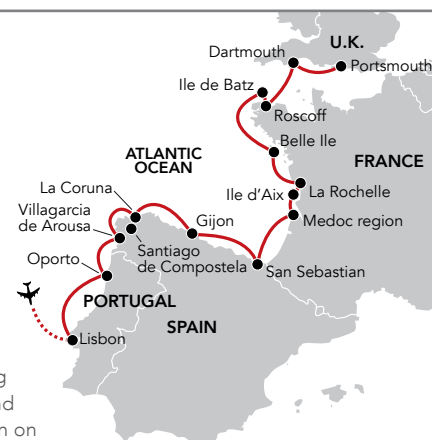 U.K.
Dartmouth
Portsmouth
Ile de Batz
Roscoff
Belle Ile
ATLANTIC
OCEAN
FRANCE
La Coruna
Ile d'Aix
La Rochelle
Villagarcia
de Arousa
Gijon
Medoc region
Santiago
de Compostela
Oporto
San Sebastian
PORTUGAL
SPAIN
Lisbon
on